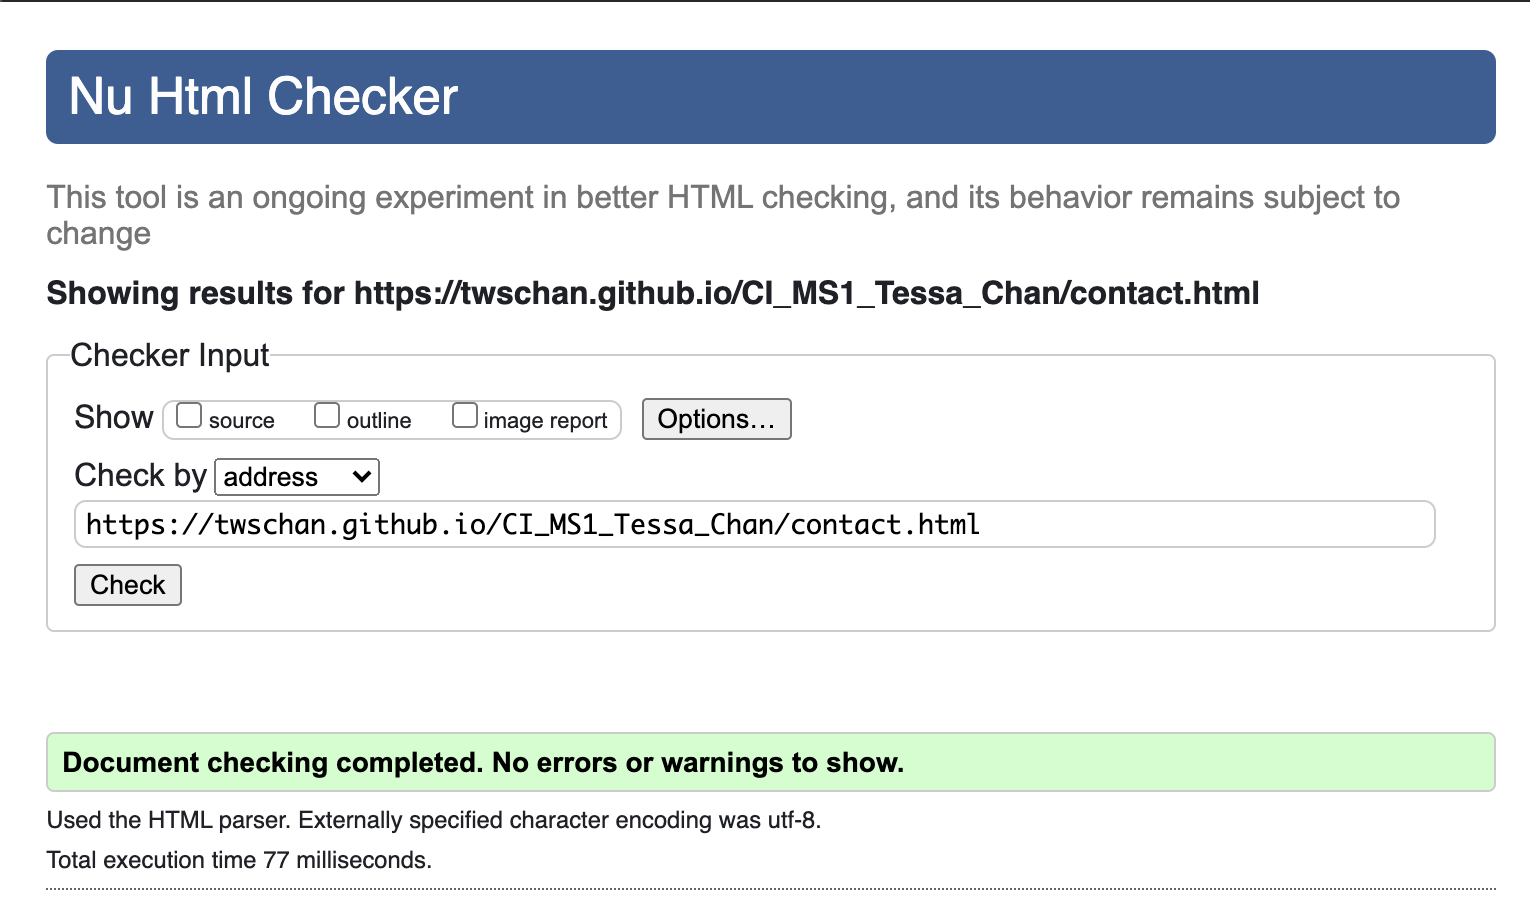 Nu Html Checker
This tool is an ongoing experiment in better HTML checking, and its behavior remains subject to
change
Showing results for https://twschan.github.io/CI_MS1_Tessa_Chan/contact.html
Checker Input
Show source outline image report Options...
Check by address
https://twschan.github.io/CI_MS1_Tessa_Chan/contact.html
Check
Document checking completed. No errors or warnings to show.
Used the HTML parser. Externally specified character encoding was utf-8.
Total execution time 77 milliseconds.